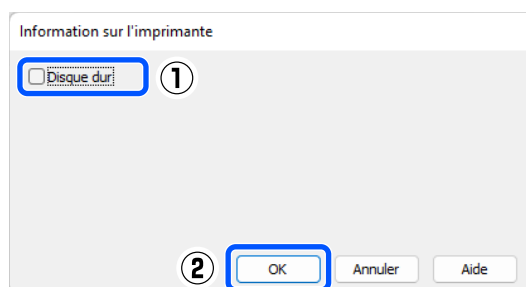 Information sur l'imprimante
Disque dur ①
② OK Annuler Aide